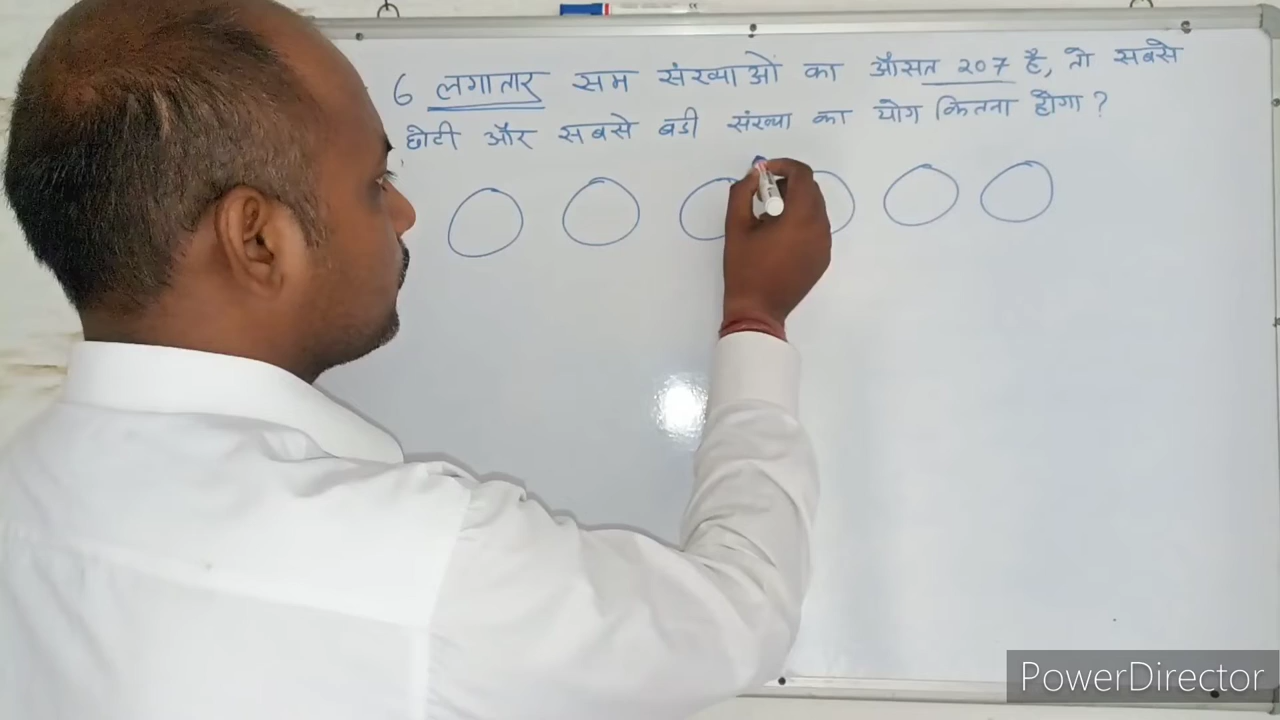 6 लगातार सम संख्याओं का औसत 207 है, तो सबसे
छोटी और सबसे बडी संख्या का योग कितना होगा ?
PowerDirector